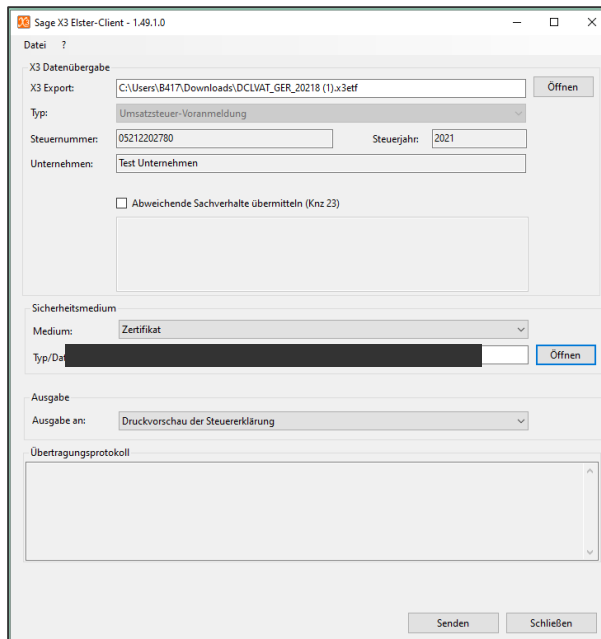 Sage X3 Elster-Client - 1.49.1.0
Datei ?
X3 Datenübergabe
X3 Export: C:\Users\B417\Downloads\DCLVAT_GER_20218 (1).x3etf Öffnen
Typ: Umsatzsteuer-Voranmeldung
Steuernummer: 05212202780 Steuerjahr: 2021
Unternehmen: Test Unternehmen
Abweichende Sachverhalte übermitteln (Knz 23)
Sicherheitsmedium
Medium: Zertifikat
Typ/Dat Öffnen
Ausgabe
Ausgabe an: Druckvorschau der Steuererklärung
Übertragungsprotokoll
Senden Schließen